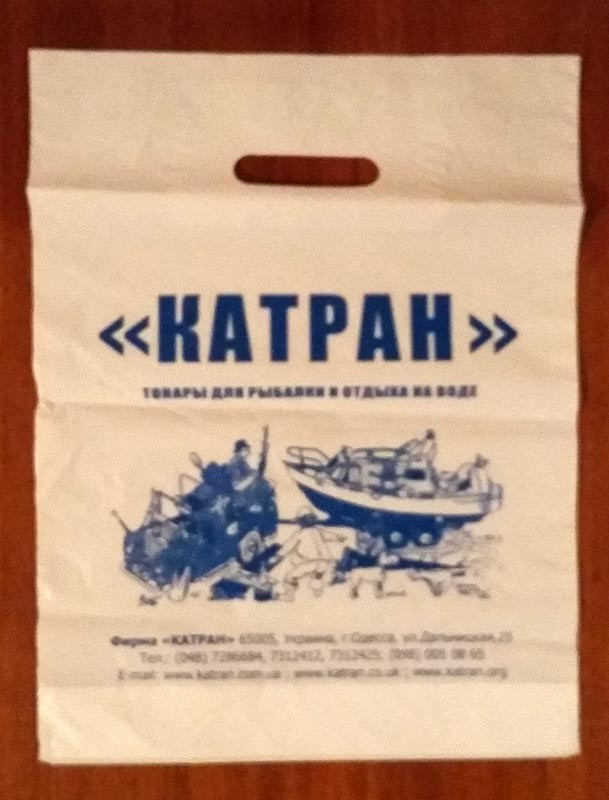 «КАТРАН»
ТОВАРЫ ДЛЯ РЫБАЛКИ И ОТДЫХА НА ВОДЕ
Фирма «КАТРАН» 65005, Украина, г.Одесса, ул.Дальницкая,25
Тел.: (048) 7286684, 7312412, 7312425; (098) 005 08 65
E-mail: www.katran.com.ua ; www.katran.co.uk ; www.katran.org